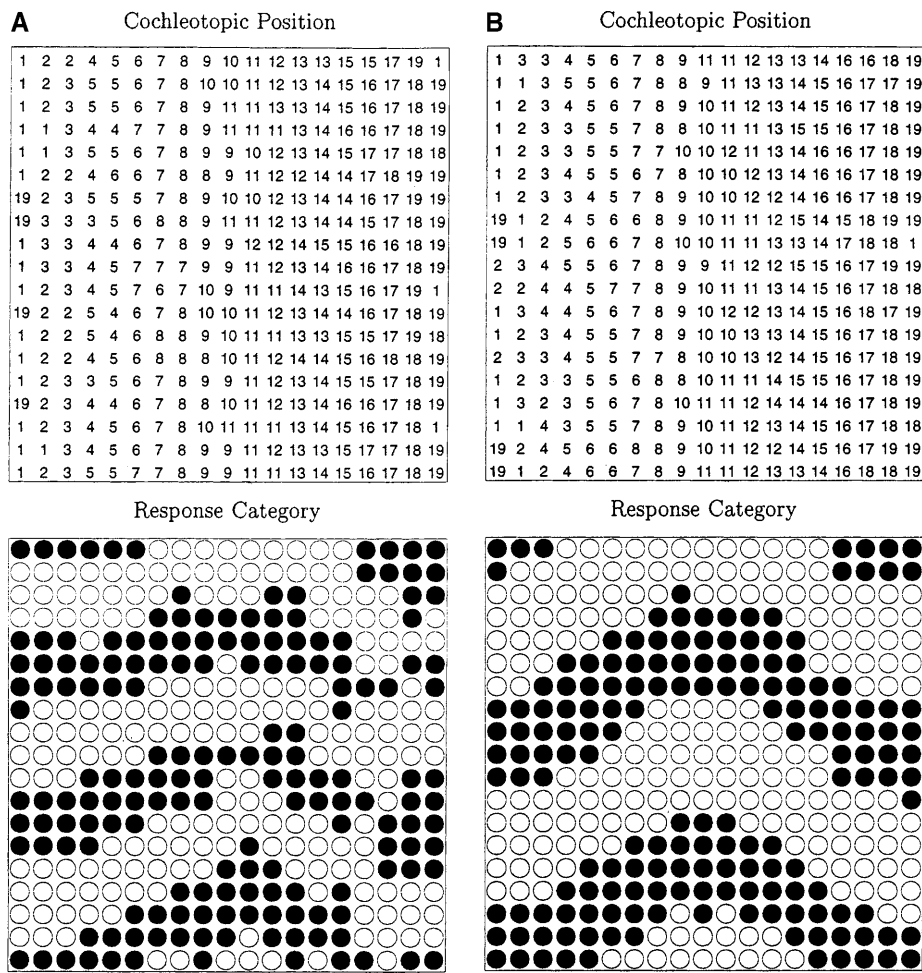 A
Cochleotopic Position
1 2 2 4 5 6 7 8 9 10 11 12 13 13 15 15 17 19 1
1 2 3 5 5 6 7 8 10 10 11 12 13 14 15 16 17 18 19
1 2 3 5 5 6 7 8 9 11 11 13 13 14 15 16 17 18 19
1 1 3 4 4 7 7 8 9 11 11 11 13 14 16 16 17 18 19
1 1 3 5 5 6 7 8 9 9 10 12 13 14 15 17 17 18 18
1 2 2 4 6 6 7 8 8 9 11 12 12 14 14 17 18 19 19
19 2 3 5 5 5 7 8 9 10 10 12 13 14 14 16 17 18 19
19 3 3 3 5 6 8 8 9 11 11 12 13 14 14 15 17 18 19
1 3 3 4 4 6 7 8 9 9 12 12 14 15 15 16 16 18 19
1 3 3 4 5 7 7 7 9 9 11 12 13 14 16 16 17 19 19
1 2 3 4 5 7 6 7 10 9 11 11 14 13 15 16 17 19 1
19 2 2 5 4 6 7 8 10 10 11 12 13 14 14 16 17 18 19
1 2 2 5 4 6 8 8 9 10 11 11 13 13 15 15 17 19 18
1 2 2 4 5 6 8 8 8 10 11 12 14 14 15 16 18 18 19
1 2 3 3 5 6 7 8 9 9 11 12 12 14 15 15 17 18 19
19 2 3 4 4 6 7 8 8 10 11 12 13 14 16 16 17 18 19
1 2 3 4 5 6 7 8 10 11 11 11 13 14 15 16 17 18 1
1 1 3 4 5 6 7 8 9 9 11 12 13 13 15 15 17 17 19
1 2 3 5 5 7 7 8 9 9 11 11 13 14 15 16 17 18 19
Response Category
B
Cochleotopic Position
1 3 3 4 5 6 7 8 9 11 11 12 13 13 14 16 16 18 19
1 1 3 5 5 6 7 8 8 9 11 12 13 14 15 16 17 17 19
1 2 3 4 5 6 7 8 9 10 11 12 13 14 15 16 17 18 19
1 2 3 3 5 5 7 8 8 10 11 11 13 15 15 16 17 18 19
1 2 3 3 5 5 7 7 10 10 12 11 13 14 16 16 17 18 19
1 2 3 4 5 5 6 7 8 10 10 12 13 14 15 15 17 18 19
1 2 3 3 4 5 7 8 9 10 11 12 13 14 16 16 17 18 19
19 1 2 4 5 6 6 8 9 10 11 11 12 15 14 15 18 19 19
19 1 2 5 6 6 7 8 10 10 11 11 13 13 14 17 18 18 1
2 3 4 5 5 6 7 8 9 9 11 12 12 15 15 16 17 19 19
2 2 4 4 5 7 7 8 9 10 11 11 13 14 15 16 17 18 18
1 3 4 4 5 6 7 8 9 10 12 12 13 14 15 16 18 17 19
1 2 3 4 5 6 7 8 9 10 10 13 13 14 15 16 17 18 19
2 3 3 4 5 7 7 8 10 10 13 12 14 14 15 16 17 18 19
1 2 3 3 5 5 6 8 8 10 11 11 14 15 15 16 17 18 19
1 3 2 3 5 6 7 8 10 11 11 12 14 14 14 16 17 18 19
1 1 4 3 5 5 7 8 9 10 11 12 13 14 15 16 17 18 18
19 2 4 5 6 6 8 8 9 10 11 12 12 13 15 16 17 18 19
19 1 2 4 6 6 7 8 9 11 11 12 13 13 14 16 18 18 19
Response Category